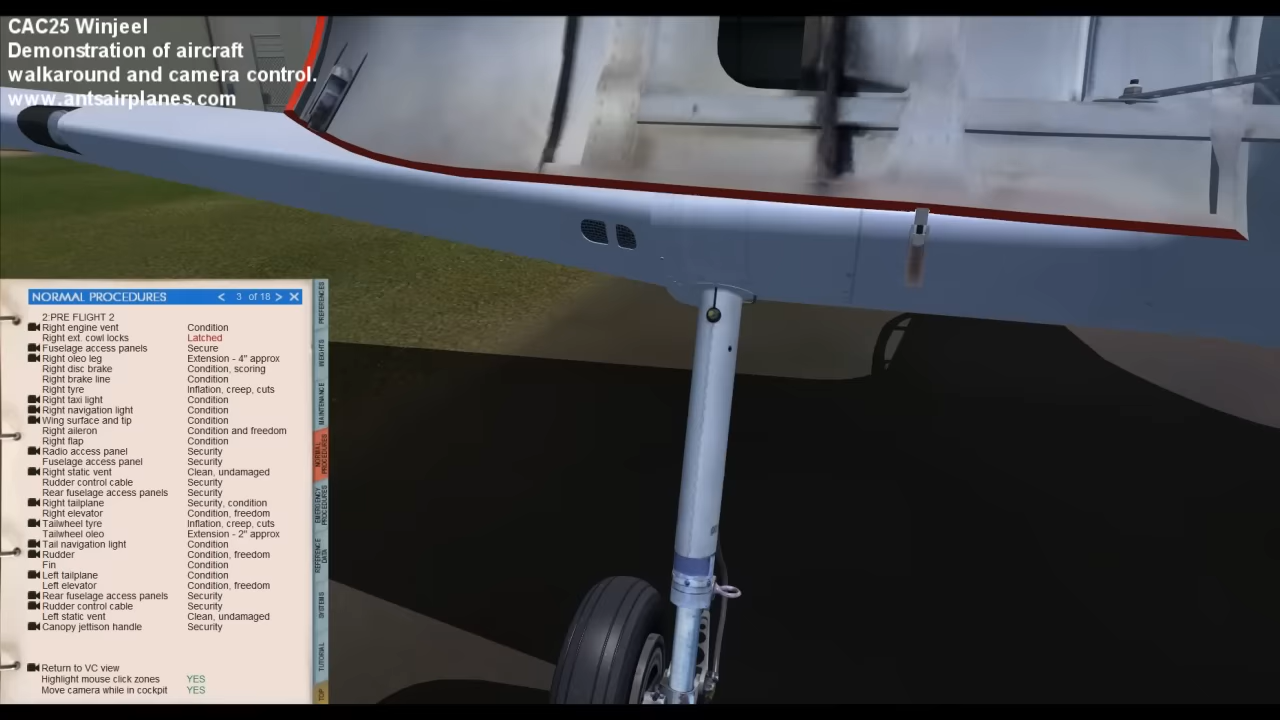 CAC25 Winjeel
Demonstration of aircraft
walkaround and camera control.
www.antsairplanes.com
NORMAL PROCEDURES < 3 of 18 > X
2:PRE FLIGHT 2
Right engine vent Condition
Right ext. cowl locks Latched
Fuselage access panels Secure
Right oleo leg Extension - 4" approx
Right disc brake Condition, scoring
Right brake line Condition
Right tyre Inflation, creep, cuts
Right taxi light Condition
Right navigation light Condition
Wing surface and tip Condition
Right aileron Condition and freedom
Right flap Condition
Radio access panel Security
Fuselage access panel Security
Right static vent Clean, undamaged
Rudder control cable Security
Rear fuselage access panels Security
Right tailplane Security, condition
Right elevator Condition, freedom
Tailwheel tyre Inflation, creep, cuts
Tailwheel oleo Extension - 2" approx
Tail navigation light Condition
Rudder Condition, freedom
Fin Condition
Left tailplane Condition
Left elevator Condition, freedom
Rear fuselage access panels Security
Rudder control cable Security
Left static vent Clean, undamaged
Canopy jettison handle Security
Return to VC view
Highlight mouse click zones YES
Move camera while in cockpit YES
PREFERENCES
WEIGHTS
MAINTENANCE
NORMAL
PROCEDURES
EMERGENCY
PROCEDURES
REFERENCE
DATA
SYSTEMS
TUTORIAL
TOP